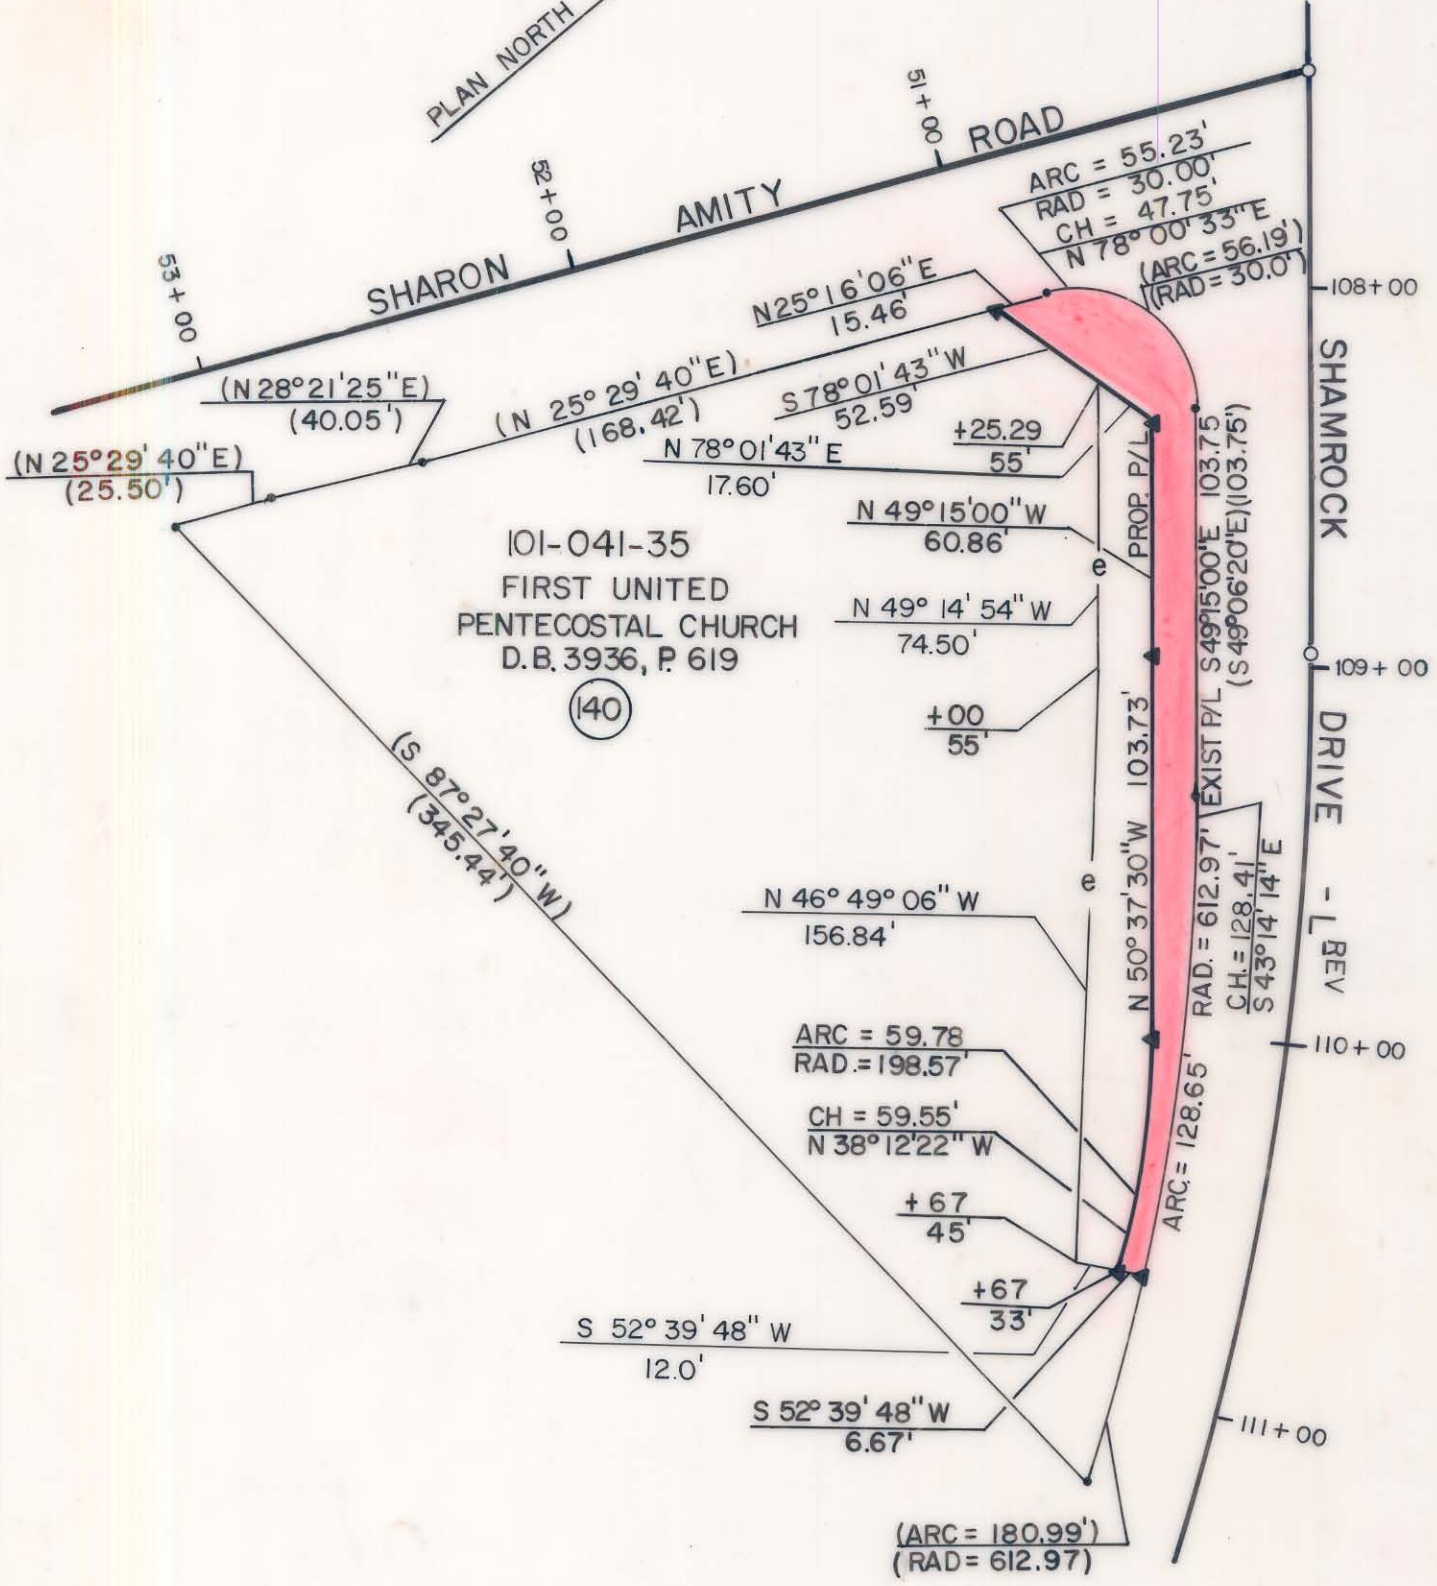 PLAN NORTH
SHARON AMITY ROAD
51+00
52+00
53+00
ARC = 55.23'
RAD = 30.00'
CH = 47.75'
N 78° 00' 33" E
(ARC = 56.19')
(RAD = 30.0')
108+00
SHAMROCK DRIVE -L REV
109+00
110+00
111+00
N 25° 16' 06" E
15.46'
(N 28° 21' 25" E)
(40.05')
(N 25° 29' 40" E)
(168.42')
(N 25° 29' 40" E)
(25.50')
S 78° 01' 43" W
52.59'
N 78° 01' 43" E
17.60'
+25.29
55'
N 49° 15' 00" W
60.86'
PROP. P/L
e
N 49° 14' 54" W
74.50'
+00
55'
101-041-35
FIRST UNITED
PENTECOSTAL CHURCH
D.B. 3936, P. 619
140
EXIST P/L S 49° 15' 00" E 103.75
(S 49° 06' 20" E)(103.75')
N 50° 37' 30" W 103.73'
(S 87° 27' 40" W)
(345.44')
e
N 46° 49° 06" W
156.84'
RAD. = 612.97'
CH. = 128.41'
S 43° 14' 14" E
ARC = 128.65'
ARC = 59.78
RAD. = 198.57'
CH = 59.55'
N 38° 12' 22" W
+67
45'
+67
33'
S 52° 39' 48" W
12.0'
S 52° 39' 48" W
6.67'
(ARC = 180.99')
(RAD = 612.97)